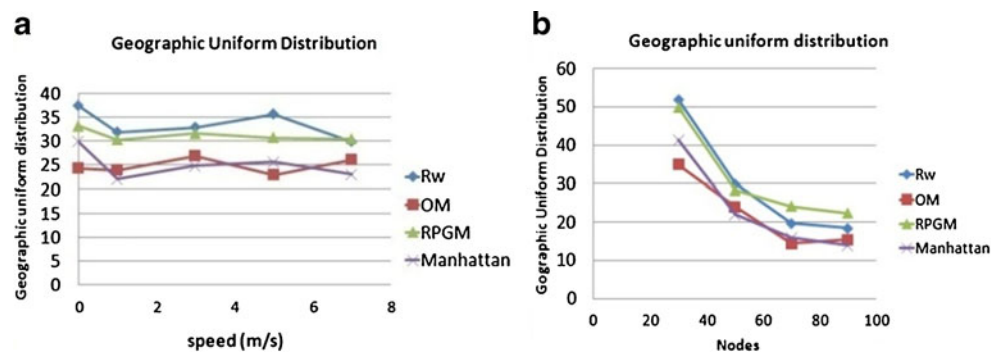 a
Geographic Uniform Distribution
Geographic uniform distribution
40
35
30
25
20
15
10
5
0
0 2 4 6 8
speed (m/s)
Rw
OM
RPGM
Manhattan
b
Geographic uniform distribution
Gographic Uniform Distribution
60
50
40
30
20
10
0
0 20 40 60 80 100
Nodes
Rw
OM
RPGM
Manhattan